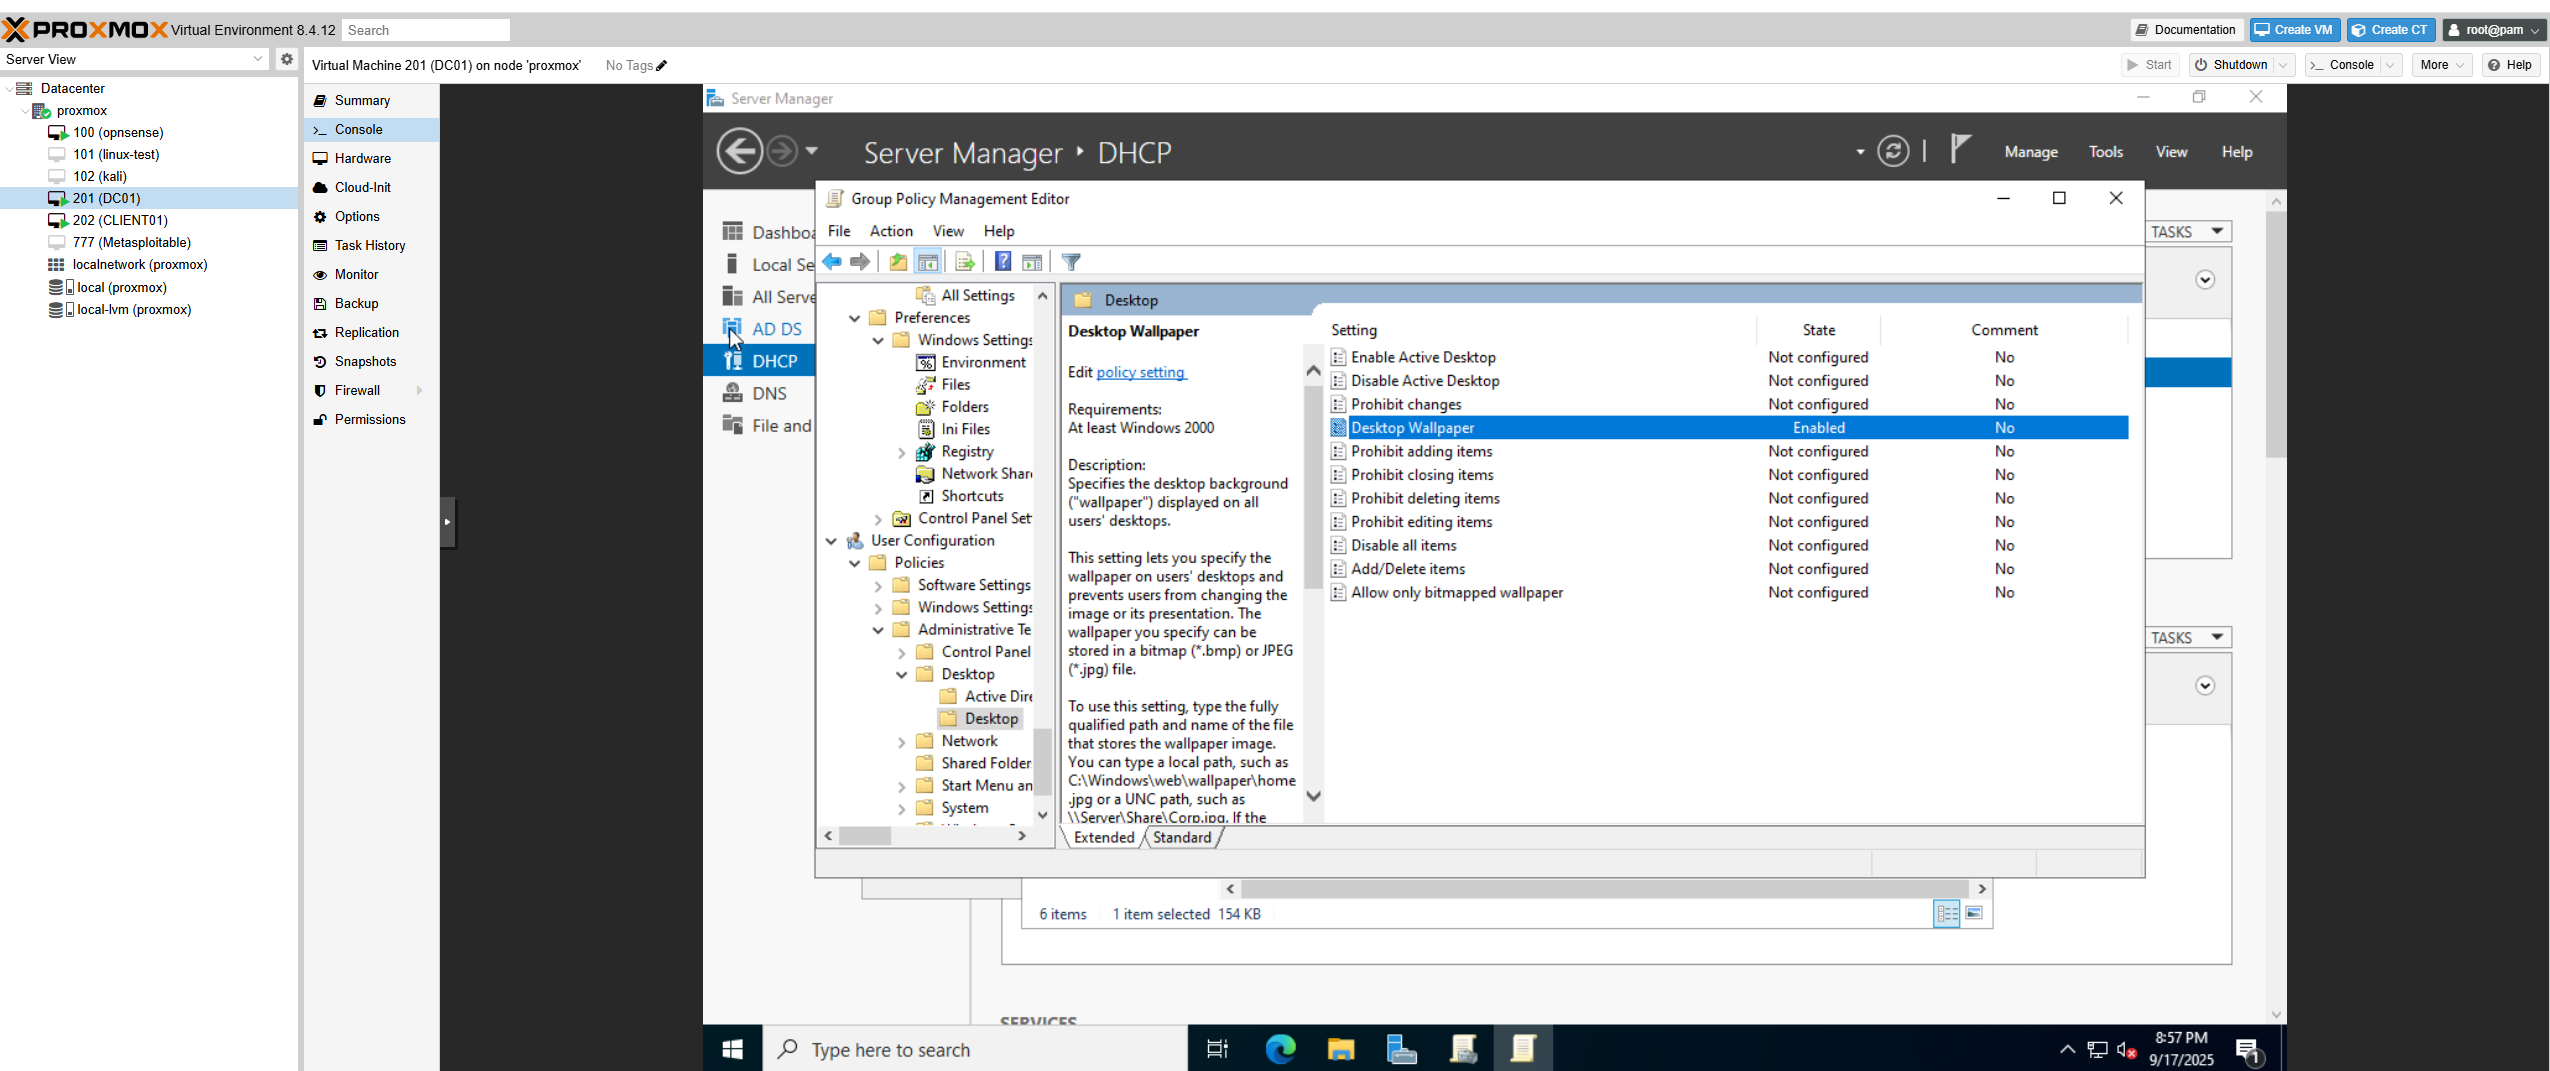 PROXMOX Virtual Environment 8.4.12 Search Documentation Create VM Create CT root@pam
Server View
Virtual Machine 201 (DC01) on node 'proxmox' No Tags Start Shutdown Console More Help
Datacenter
proxmox
100 (opnsense)
101 (linux-test)
102 (kali)
201 (DC01)
202 (CLIENT01)
777 (Metasploitable)
localnetwork (proxmox)
local (proxmox)
local-lvm (proxmox)
Summary
Console
Hardware
Cloud-Init
Options
Task History
Monitor
Backup
Replication
Snapshots
Firewall
Permissions
Server Manager
Server Manager DHCP
Manage Tools View Help
Dashboa
Local Se
All Serve
AD DS
DHCP
DNS
File and
TASKS
TASKS
Group Policy Management Editor
File Action View Help
All Settings
Preferences
Windows Settings
Environment
Files
Folders
Ini Files
Registry
Network Shar
Shortcuts
Control Panel Set
User Configuration
Policies
Software Settings
Windows Settings
Administrative Te
Control Panel
Desktop
Active Dire
Desktop
Network
Shared Folder
Start Menu an
System
Desktop
Desktop Wallpaper
Edit policy setting
Requirements:
At least Windows 2000
Description:
Specifies the desktop background
("wallpaper") displayed on all
users' desktops.
This setting lets you specify the
wallpaper on users' desktops and
prevents users from changing the
image or its presentation. The
wallpaper you specify can be
stored in a bitmap (*.bmp) or JPEG
(*.jpg) file.
To use this setting, type the fully
qualified path and name of the file
that stores the wallpaper image.
You can type a local path, such as
C:\Windows\web\wallpaper\home
.jpg or a UNC path, such as
\\Server\Share\Corp.jpg. If the
Setting State Comment
Enable Active Desktop Not configured No
Disable Active Desktop Not configured No
Prohibit changes Not configured No
Desktop Wallpaper Enabled No
Prohibit adding items Not configured No
Prohibit closing items Not configured No
Prohibit deleting items Not configured No
Prohibit editing items Not configured No
Disable all items Not configured No
Add/Delete items Not configured No
Allow only bitmapped wallpaper Not configured No
Extended Standard
6 items 1 item selected 154 KB
SERVICES
Type here to search
8:57 PM
9/17/2025
1